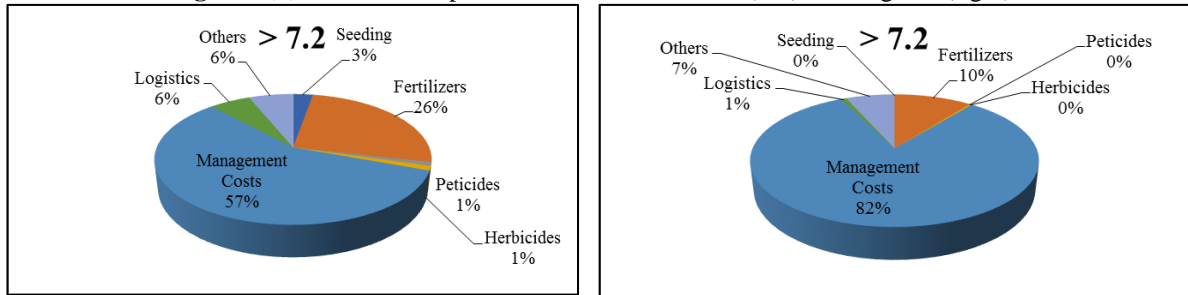 > 7.2
Others
6%
Seeding
3%
Logistics
6%
Fertilizers
26%
Management
Costs
57%
Peticides
1%
Herbicides
1%
> 7.2
Others
7%
Seeding
0%
Logistics
1%
Fertilizers
10%
Peticides
0%
Herbicides
0%
Management
Costs
82%